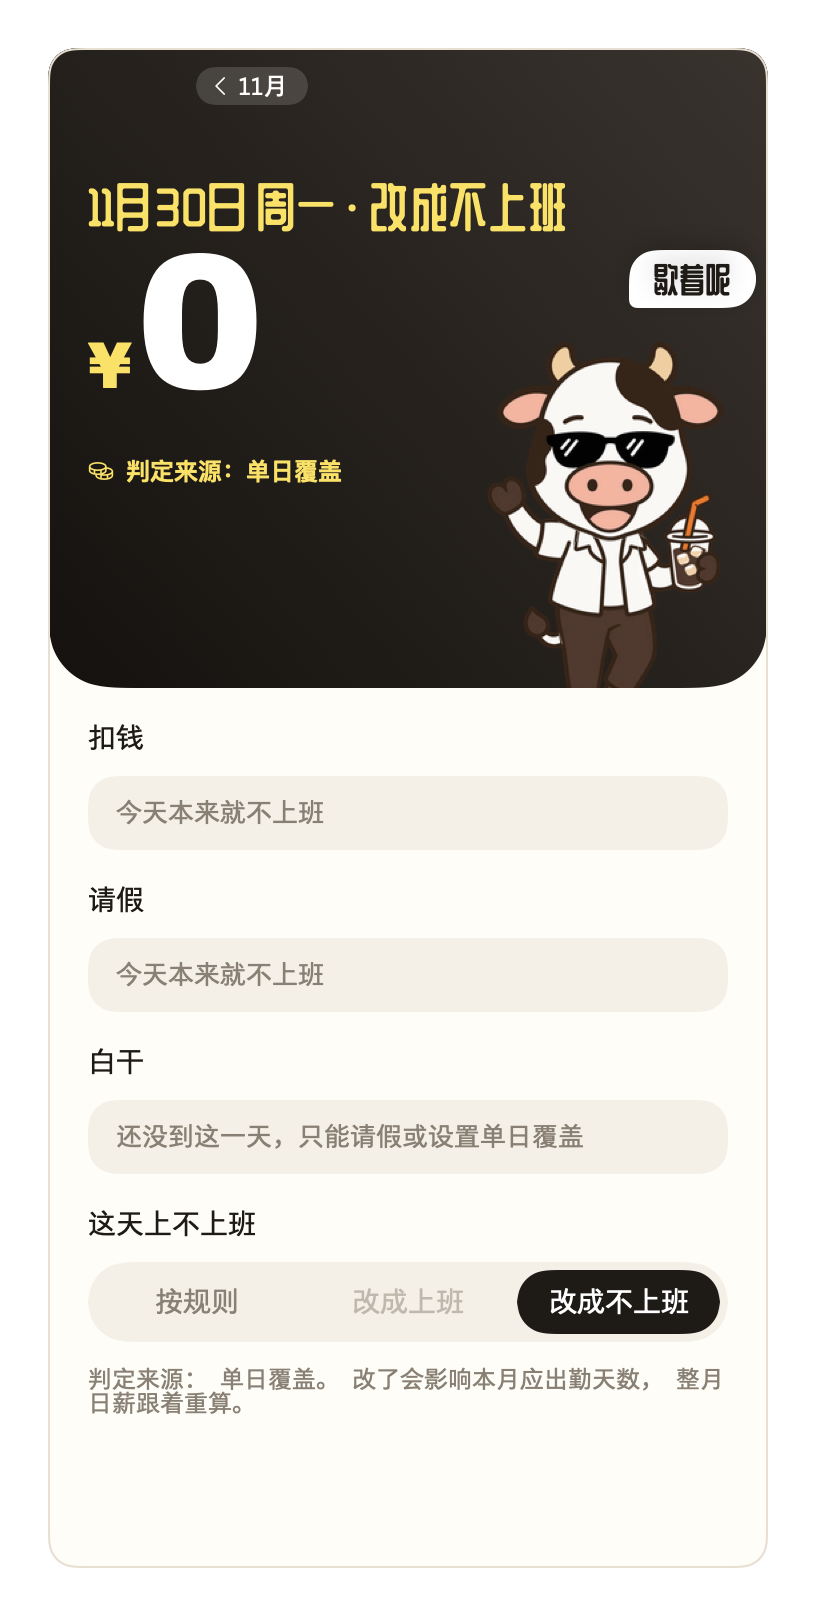 11月
11月30日 周一 · 改成不上班
¥0
歇着呢
判定来源：单日覆盖
扣钱
今天本来就不上班
请假
今天本来就不上班
白干
还没到这一天，只能请假或设置单日覆盖
这天上不上班
按规则 改成上班 改成不上班
判定来源： 单日覆盖。 改了会影响本月应出勤天数， 整月
日薪跟着重算。